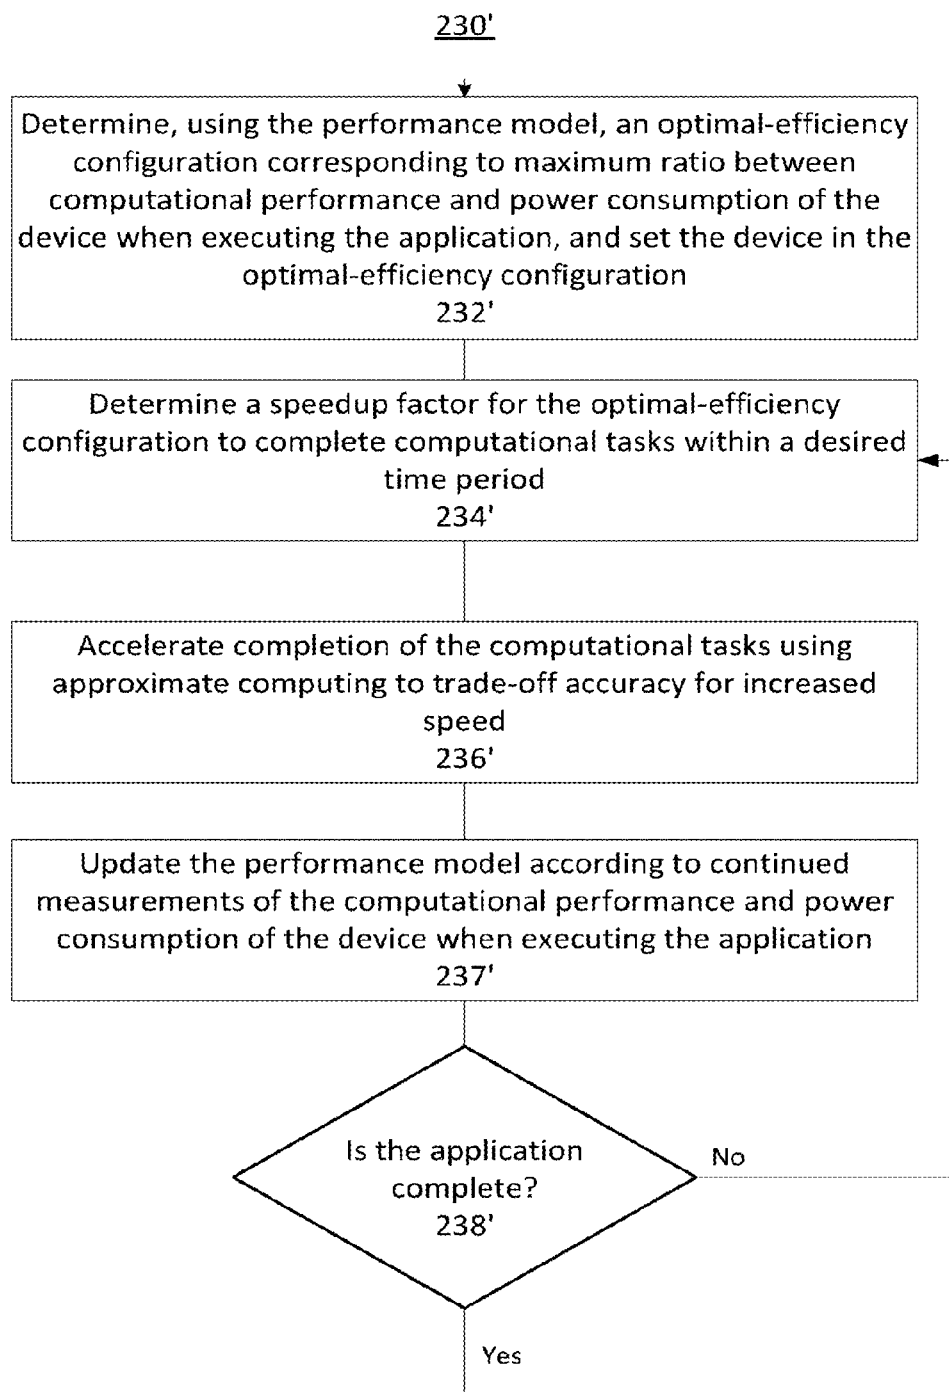 230'
Determine, using the performance model, an optimal-efficiency
configuration corresponding to maximum ratio between
computational performance and power consumption of the
device when executing the application, and set the device in the
optimal-efficiency configuration
232'
Determine a speedup factor for the optimal-efficiency
configuration to complete computational tasks within a desired
time period
234'
Accelerate completion of the computational tasks using
approximate computing to trade-off accuracy for increased
speed
236'
Update the performance model according to continued
measurements of the computational performance and power
consumption of the device when executing the application
237'
Is the application
complete?
238'
No
Yes